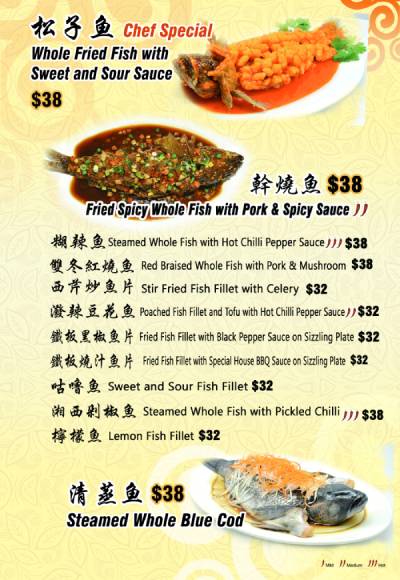 松子鱼 Chef Special
Whole Fried Fish with
Sweet and Sour Sauce
$38
幹燒魚 $38
Fried Spicy Whole Fish with Pork & Spicy Sauce
糊辣魚 Steamed Whole Fish with Hot Chilli Pepper Sauce $38
雙冬紅燒魚 Red Braised Whole Fish with Pork & Mushroom $38
西芹炒魚片 Stir Fried Fish Fillet with Celery $32
潑辣豆花魚 Poached Fish Fillet and Tofu with Hot Chilli Pepper Sauce $32
鐵板黑椒魚片 Fried Fish Fillet with Black Pepper Sauce on Sizzling Plate $32
鐵板燒汁魚片 Fried Fish Fillet with Special House BBQ Sauce on Sizzling Plate $32
咕嚕魚 Sweet and Sour Fish Fillet $32
湘西剁椒魚 Steamed Whole Fish with Pickled Chilli $38
檸檬魚 Lemon Fish Fillet $32
清蒸魚 $38
Steamed Whole Blue Cod
Mild Medium Hot